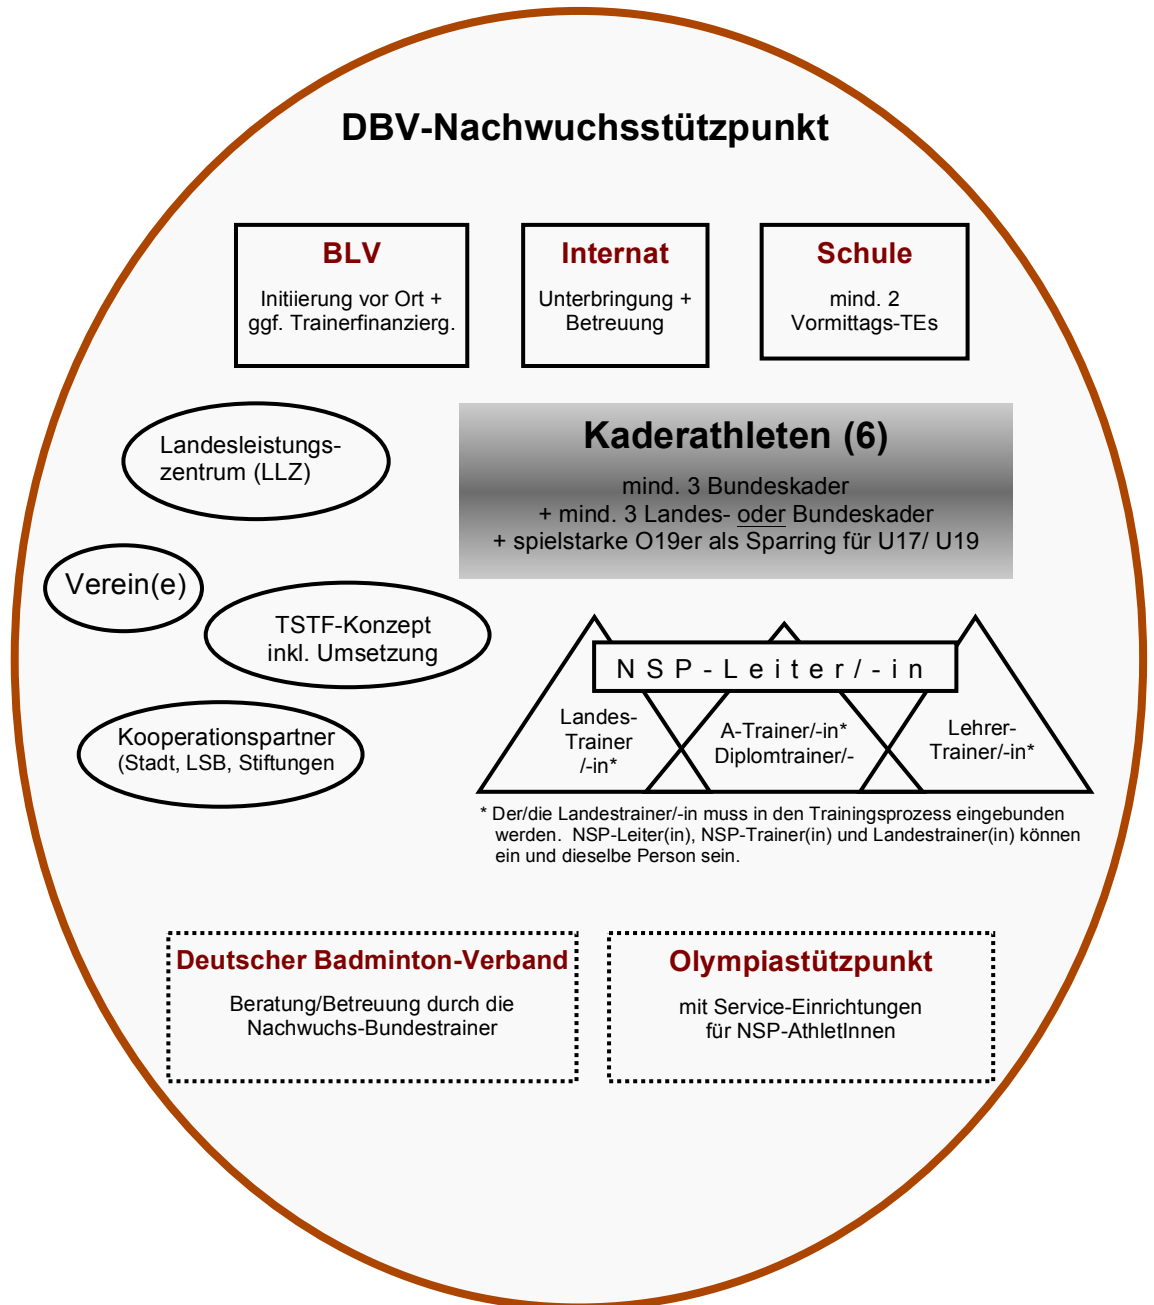 DBV-Nachwuchsstützpunkt
BLV
Initiierung vor Ort +
ggf. Trainerfinanzierg.
Internat
Unterbringung +
Betreuung
Schule
mind. 2
Vormittags-TEs
Landesleistungs-
zentrum (LLZ)
Kaderathleten (6)
mind. 3 Bundeskader
+ mind. 3 Landes- oder Bundeskader
+ spielstarke O19er als Sparring für U17/ U19
Verein(e)
TSTF-Konzept
inkl. Umsetzung
Kooperationspartner
(Stadt, LSB, Stiftungen
NSP-Leiter/-in
Landes-
Trainer
/-in*
A-Trainer/-in*
Diplomtrainer/-
Lehrer-
Trainer/-in*
* Der/die Landestrainer/-in muss in den Trainingsprozess eingebunden
werden. NSP-Leiter(in), NSP-Trainer(in) und Landestrainer(in) können
ein und dieselbe Person sein.
Deutscher Badminton-Verband
Beratung/Betreuung durch die
Nachwuchs-Bundestrainer
Olympiastützpunkt
mit Service-Einrichtungen
für NSP-AthletInnen